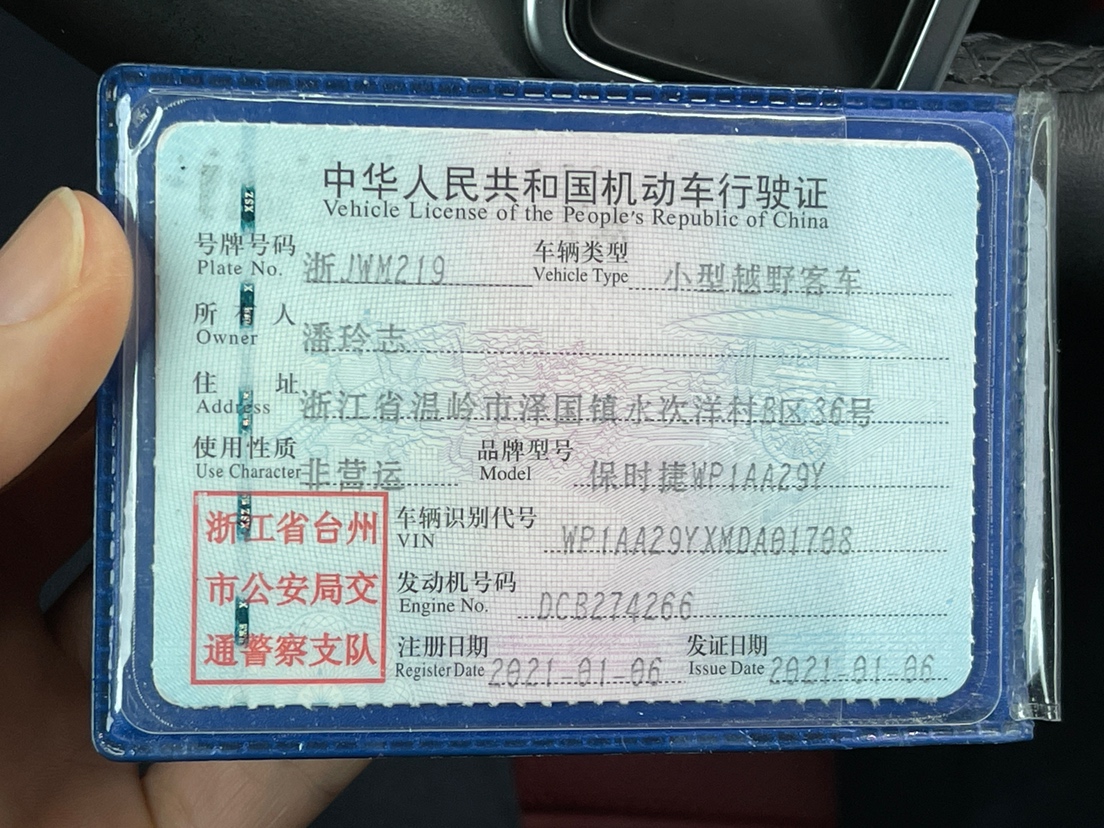 中华人民共和国机动车行驶证
Vehicle License of the People's Republic of China
号牌号码 浙JWM219 车辆类型 小型越野客车
Plate No. Vehicle Type
所有人 潘玲志
Owner
住址 浙江省温岭市泽国镇水次洋村B区36号
Address
使用性质 非营运 品牌型号 保时捷WP1AA29Y
Use Character Model
浙江省台州
市公安局交
通警察支队
车辆识别代号 WP1AA29YXMDA01708
VIN
发动机号码 DCB274266
Engine No.
注册日期 2021-01-06 发证日期 2021-01-06
Register Date Issue Date
XSZ